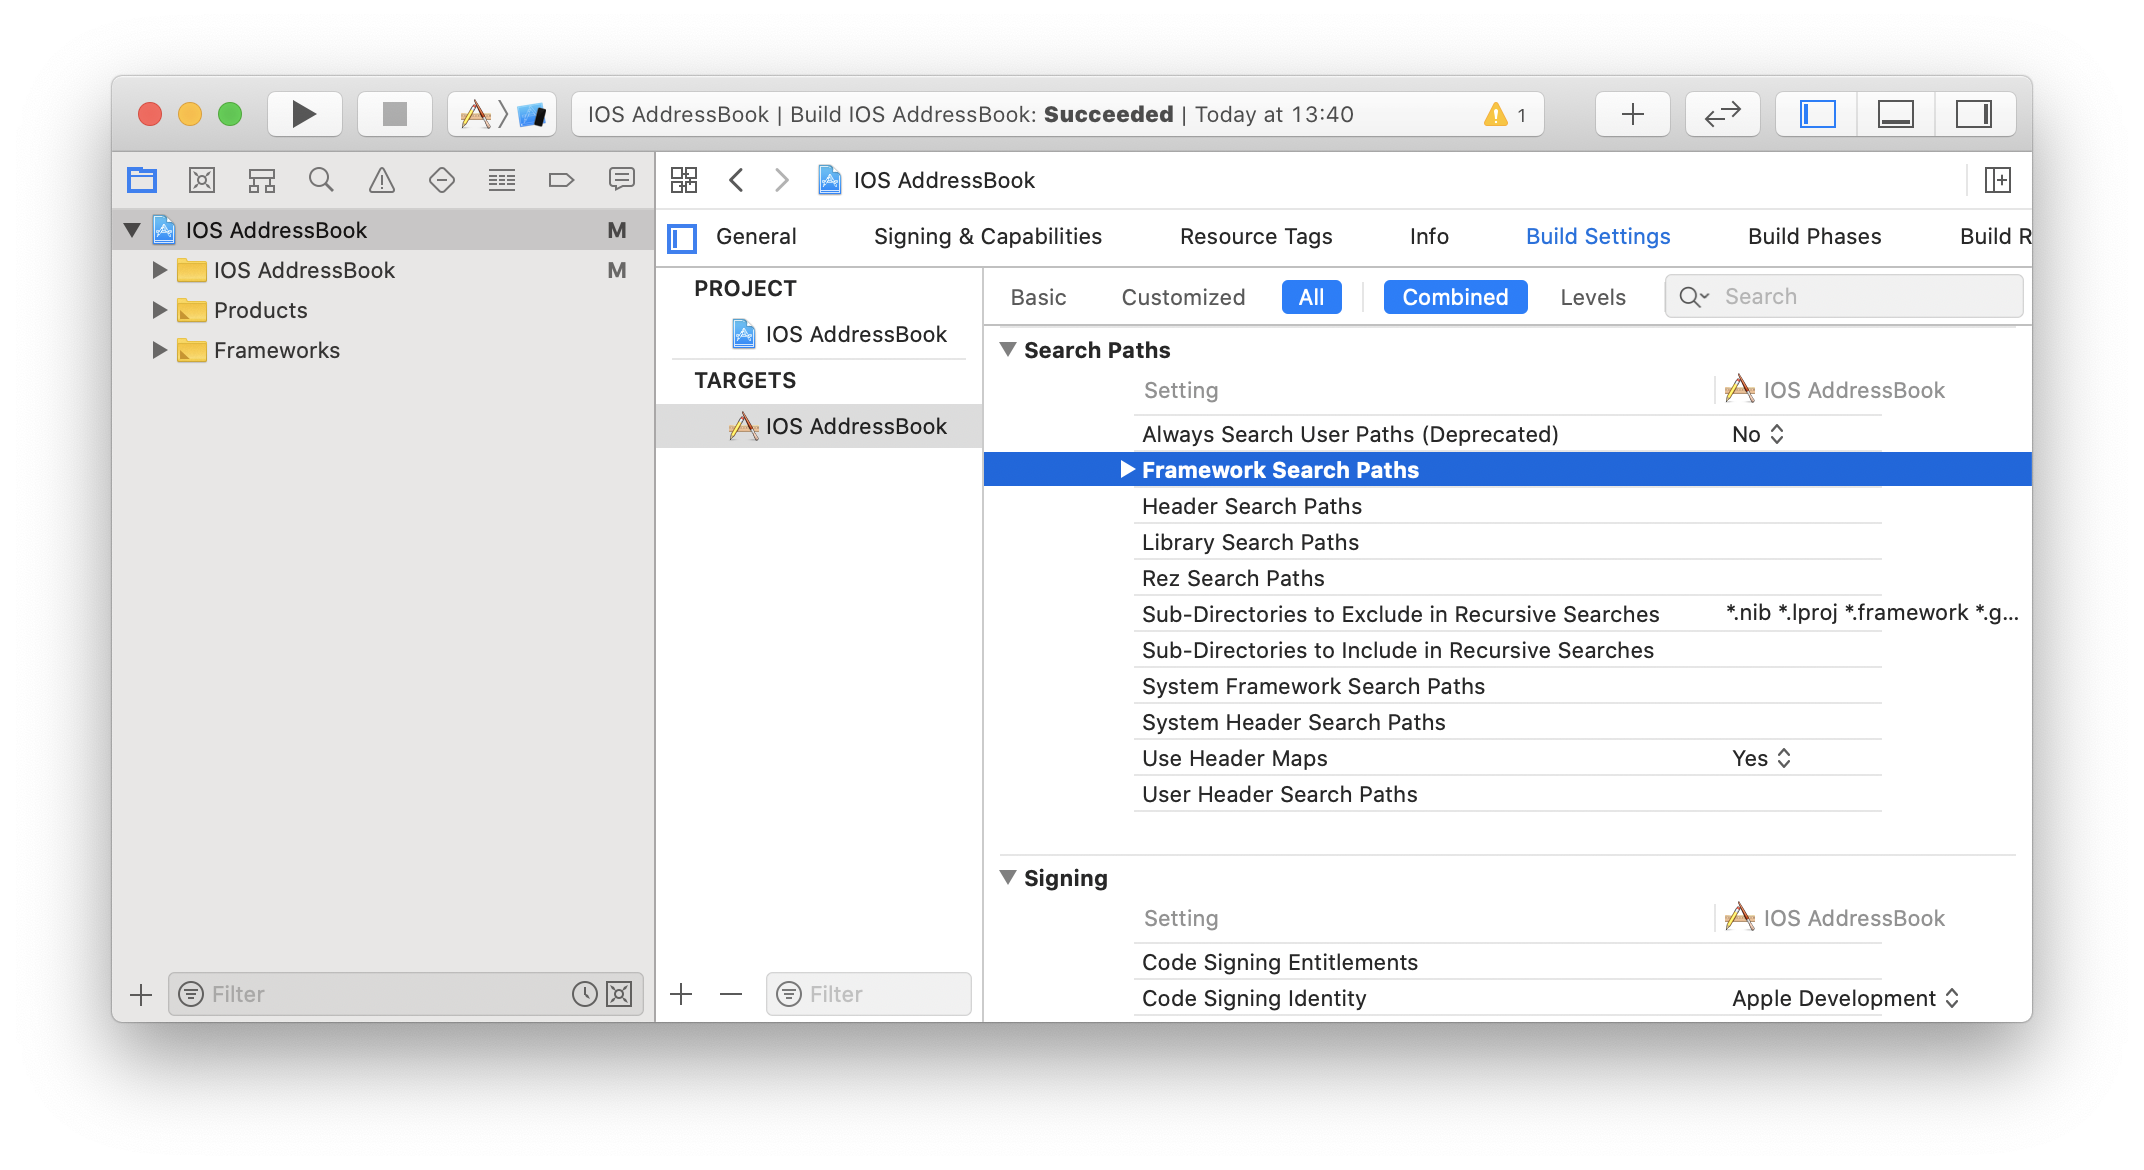 IOS AddressBook | Build IOS AddressBook: Succeeded | Today at 13:40
1
IOS AddressBook M
IOS AddressBook M
Products
Frameworks
Filter
IOS AddressBook
General Signing & Capabilities Resource Tags Info Build Settings Build Phases Build R
PROJECT
IOS AddressBook
TARGETS
IOS AddressBook
Filter
Basic Customized All Combined Levels Search
Search Paths
Setting IOS AddressBook
Always Search User Paths (Deprecated) No
Framework Search Paths
Header Search Paths
Library Search Paths
Rez Search Paths
Sub-Directories to Exclude in Recursive Searches *.nib *.lproj *.framework *.g...
Sub-Directories to Include in Recursive Searches
System Framework Search Paths
System Header Search Paths
Use Header Maps Yes
User Header Search Paths
Signing
Setting IOS AddressBook
Code Signing Entitlements
Code Signing Identity Apple Development